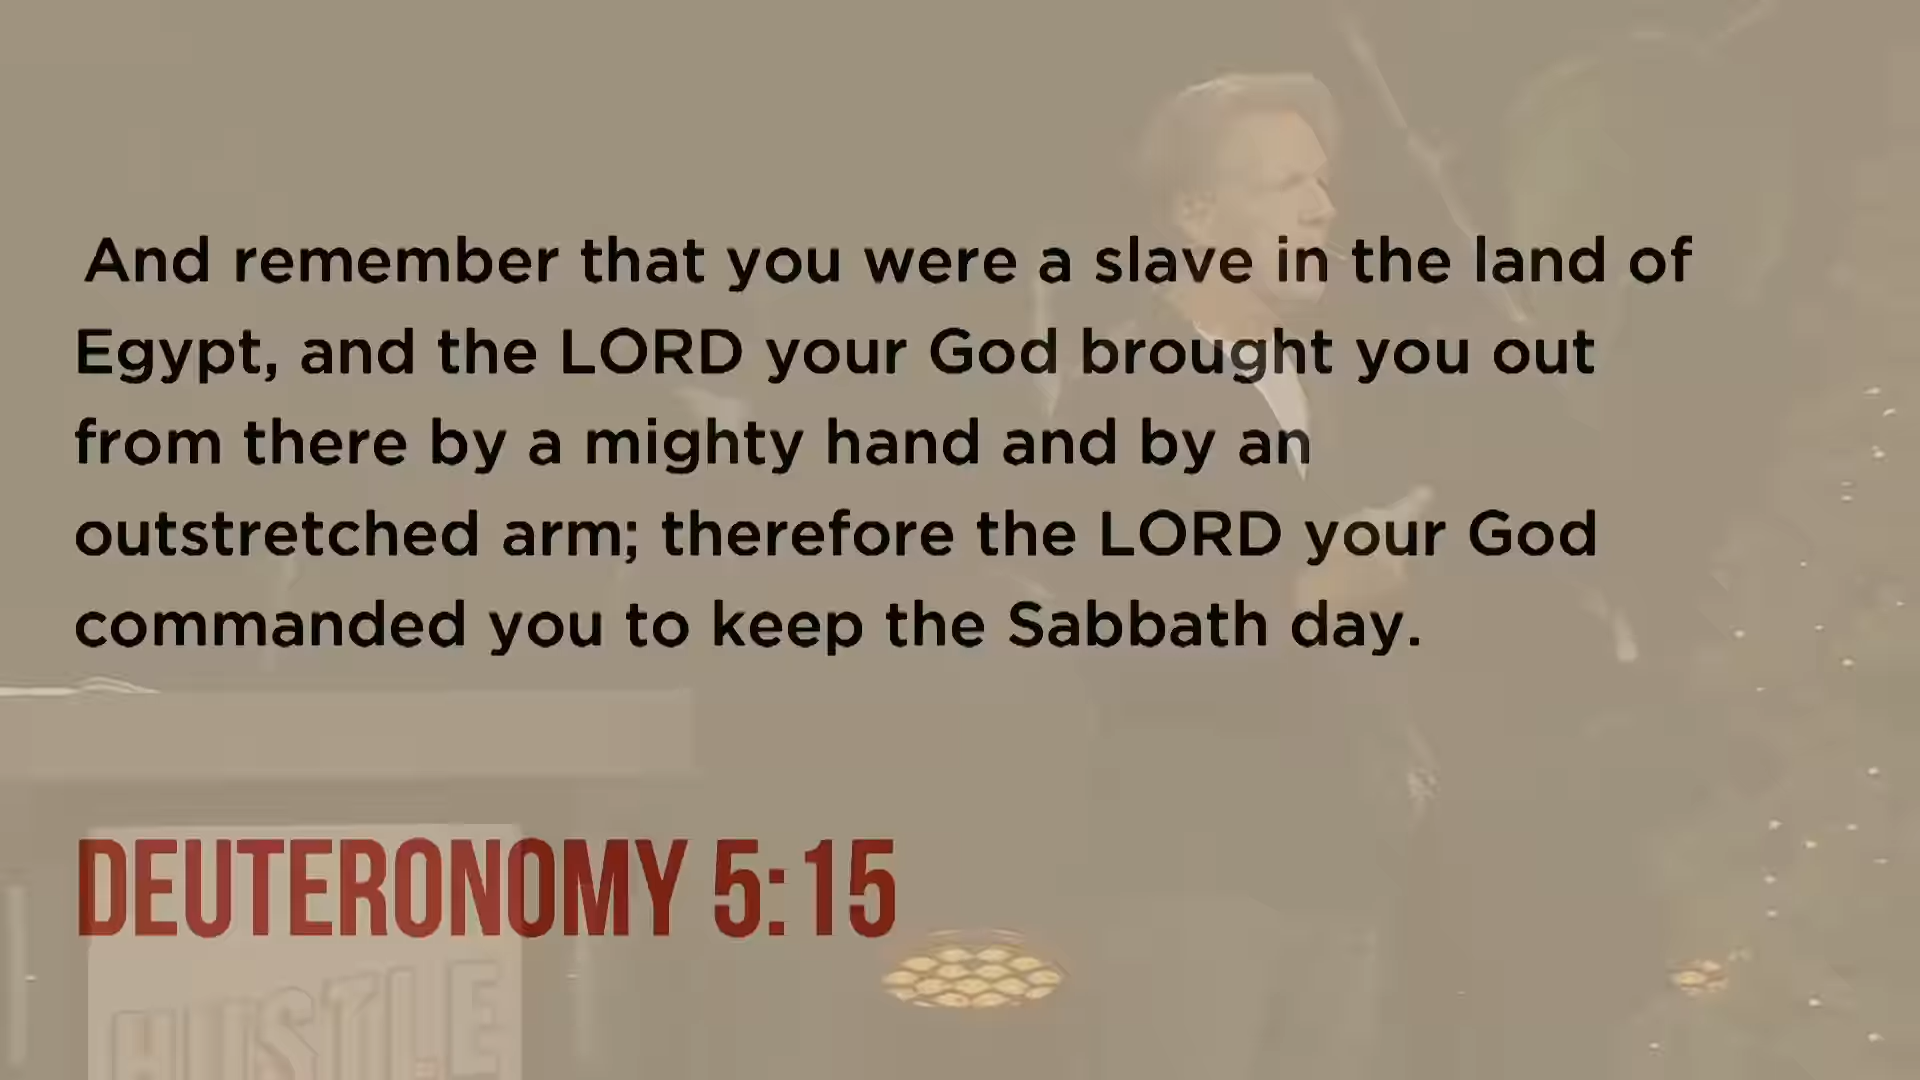 And remember that you were a slave in the land of
Egypt, and the LORD your God brought you out
from there by a mighty hand and by an
outstretched arm; therefore the LORD your God
commanded you to keep the Sabbath day.
DEUTERONOMY 5:15
HUSTLE